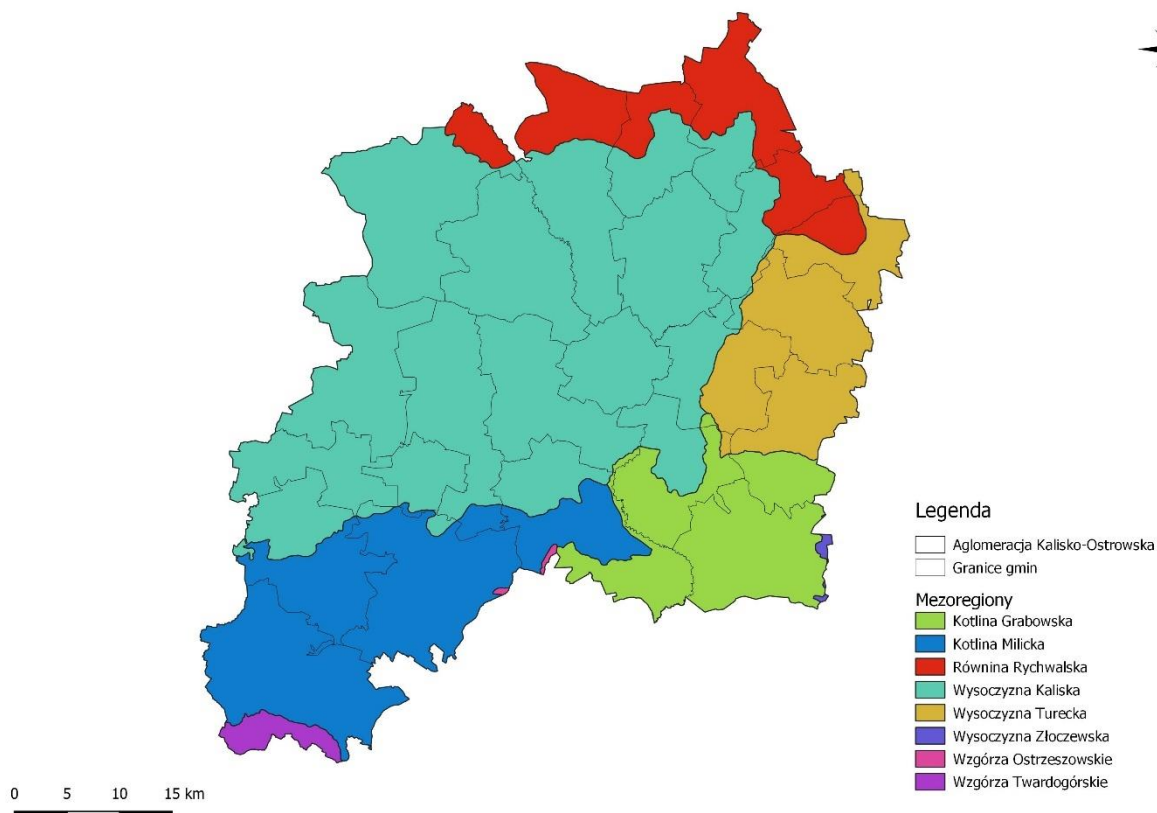 Legenda
Aglomeracja Kalisko-Ostrowska
Granice gmin
Mezoregiony
Kotlina Grabowska
Kotlina Milicka
Równina Rychwalska
Wysoczyzna Kaliska
Wysoczyzna Turecka
Wysoczyzna Złoczewska
Wzgórza Ostrzeszowskie
Wzgórza Twardogórskie
0 5 10 15 km